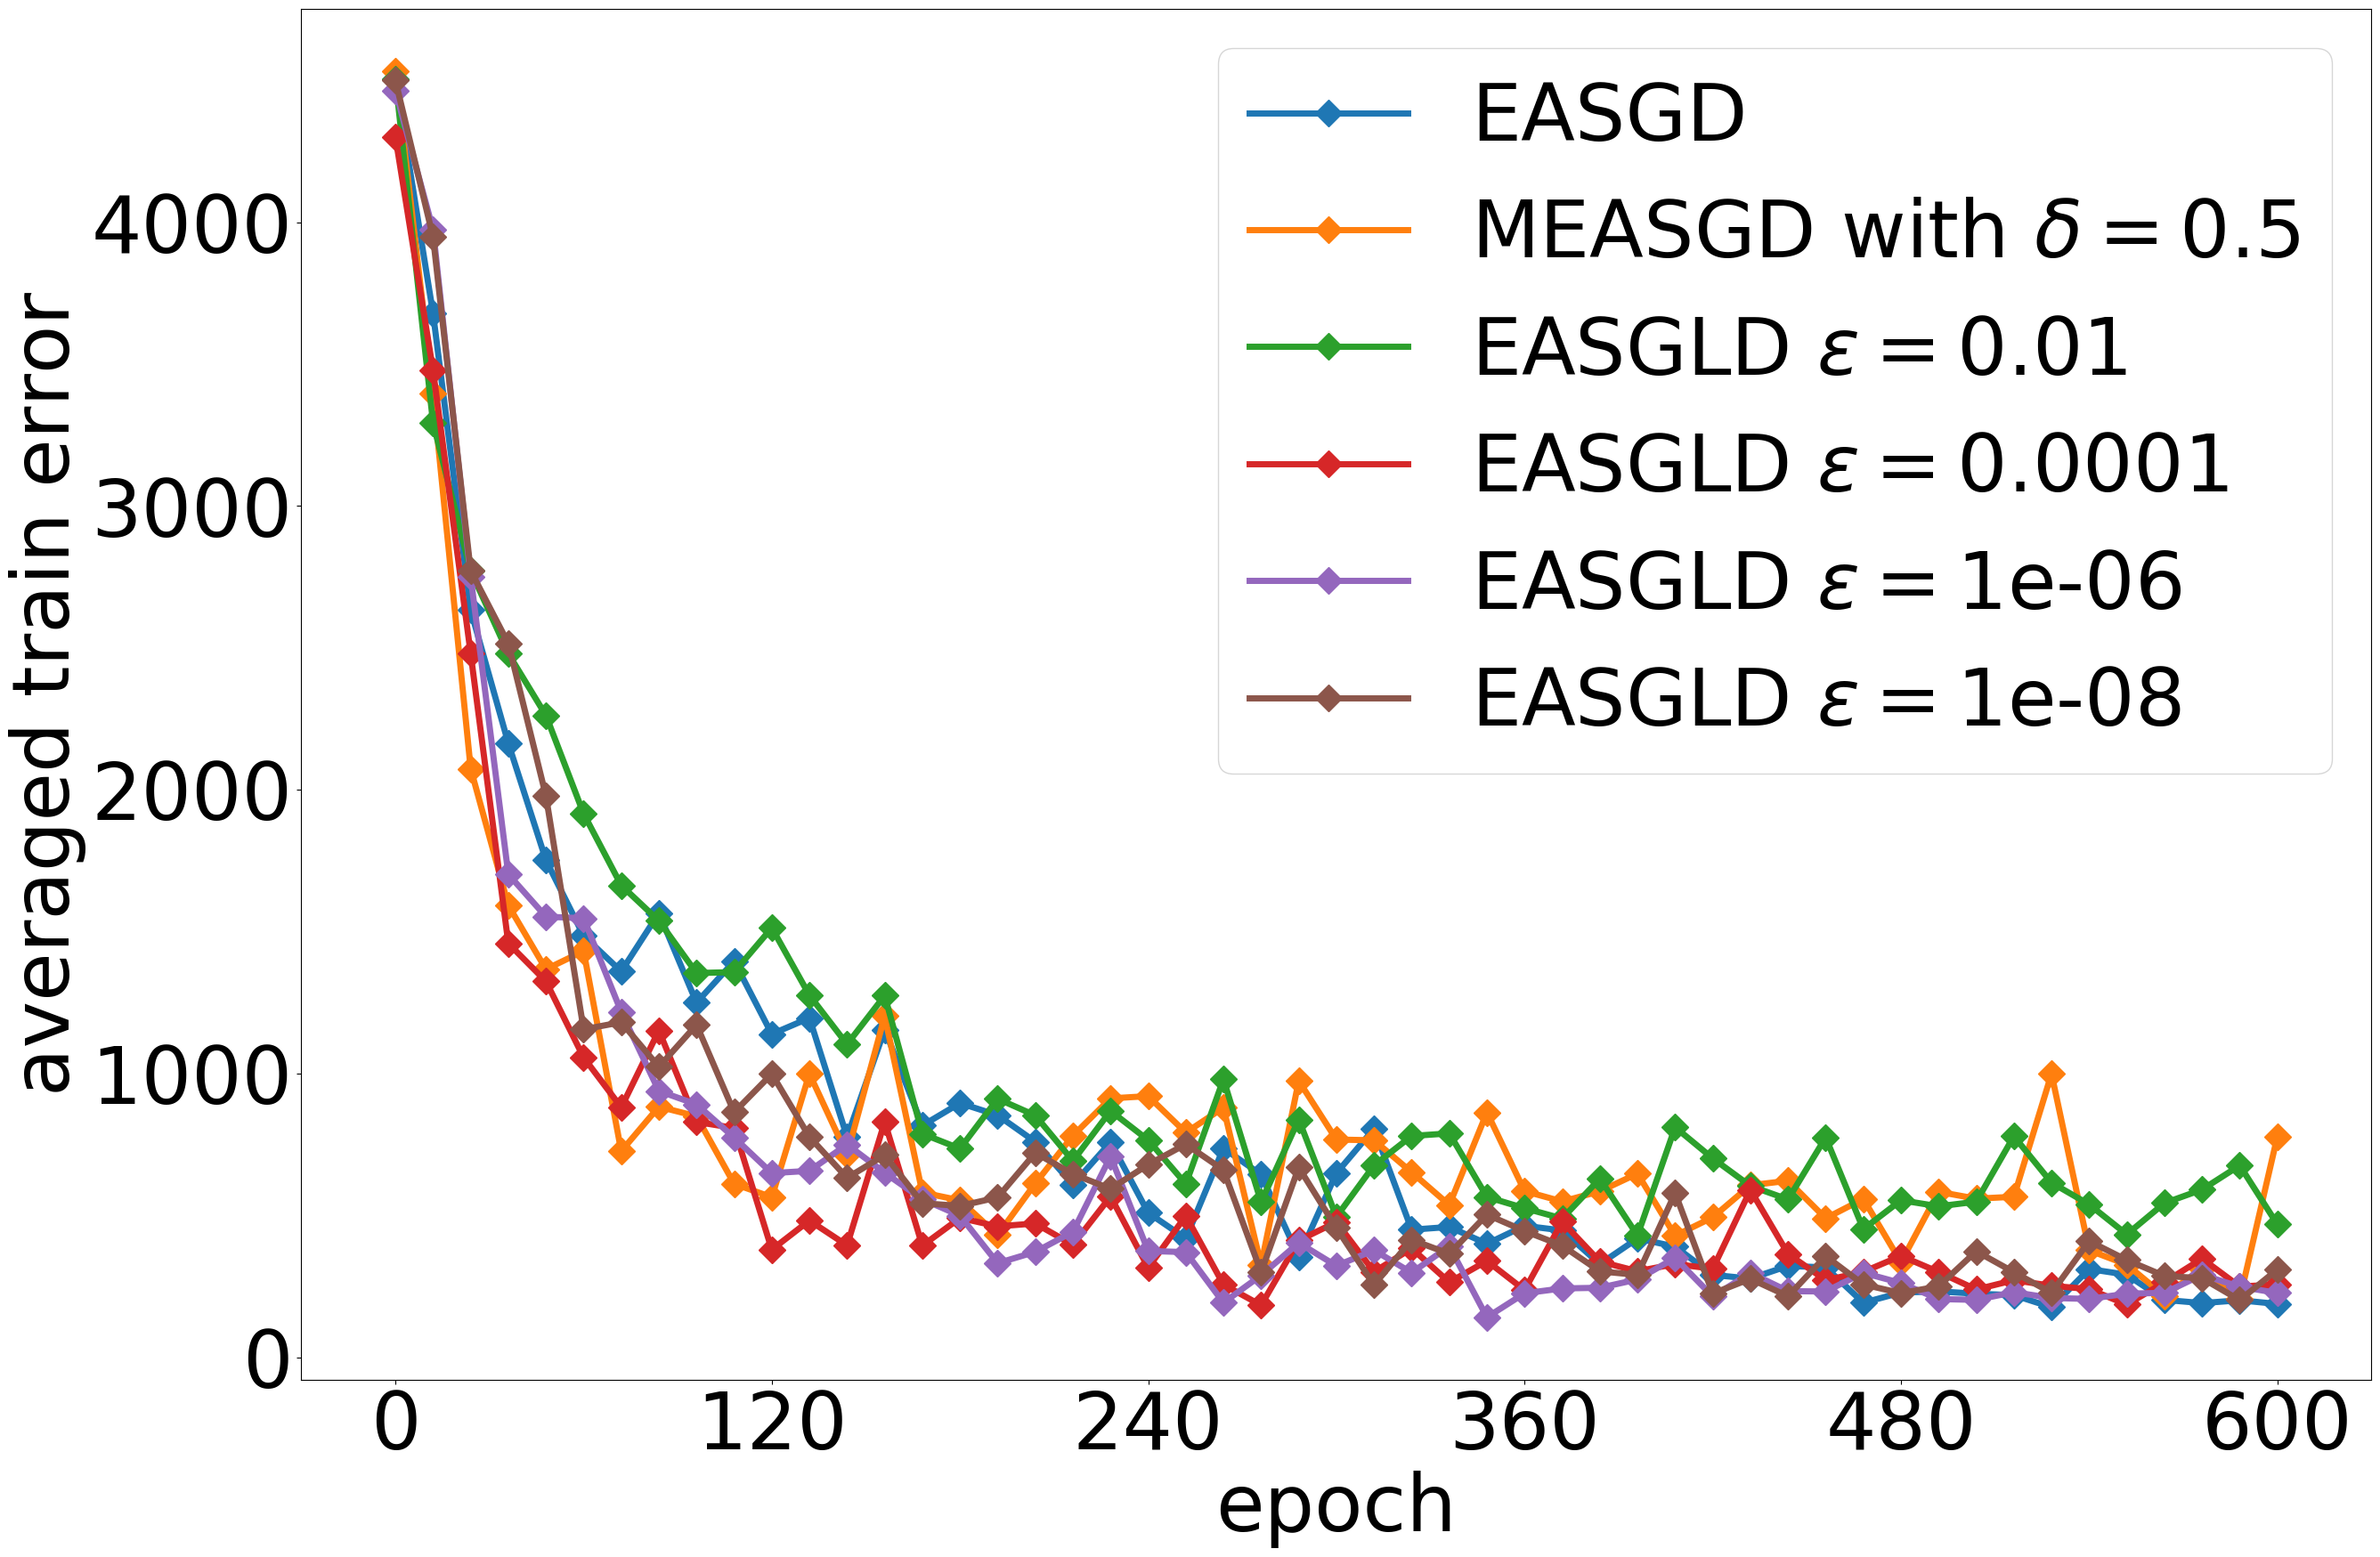 averaged train error
4000
3000
2000
1000
0
EASGD
MEASGD with δ = 0.5
EASGLD ε = 0.01
EASGLD ε = 0.0001
EASGLD ε = 1e-06
EASGLD ε = 1e-08
0 120 240 360 480 600
epoch